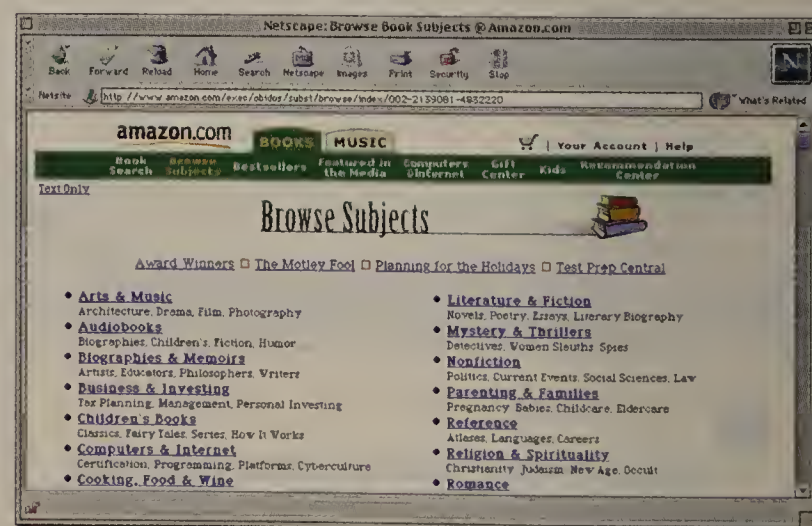 Netscape: Browse Book Subjects @ Amazon.com
Back Forward Reload Home Search Netscape Images Print Security Stop
N
Netsite http://www.amazon.com/exec/obidos/subst/browse/index/002-2139081-4832220 What's Related
amazon.com BOOKS MUSIC | Your Account | Help
Book Search Browse Subjects Bestsellers Featured in the Media Computers & Internet Gift Center Kids Recommendation Center
Text Only
Browse Subjects
Award Winners The Motley Fool Planning for the Holidays Test Prep Central
• Arts & Music
Architecture, Drama, Film, Photography
• Audiobooks
Biographies, Children's, Fiction, Humor
• Biographies & Memoirs
Artists, Educators, Philosophers, Writers
• Business & Investing
Tax Planning, Management, Personal Investing
• Children's Books
Classics, Fairy Tales, Series, How It Works
• Computers & Internet
Certification, Programming, Platforms, Cyberculture
• Cooking, Food & Wine
• Literature & Fiction
Novels, Poetry, Essays, Literary Biography
• Mystery & Thrillers
Detectives, Women Sleuths, Spies
• Nonfiction
Politics, Current Events, Social Sciences, Law
• Parenting & Families
Pregnancy, Babies, Childcare, Eldercare
• Reference
Atlases, Languages, Careers
• Religion & Spirituality
Christianity, Judaism, New Age, Occult
• Romance